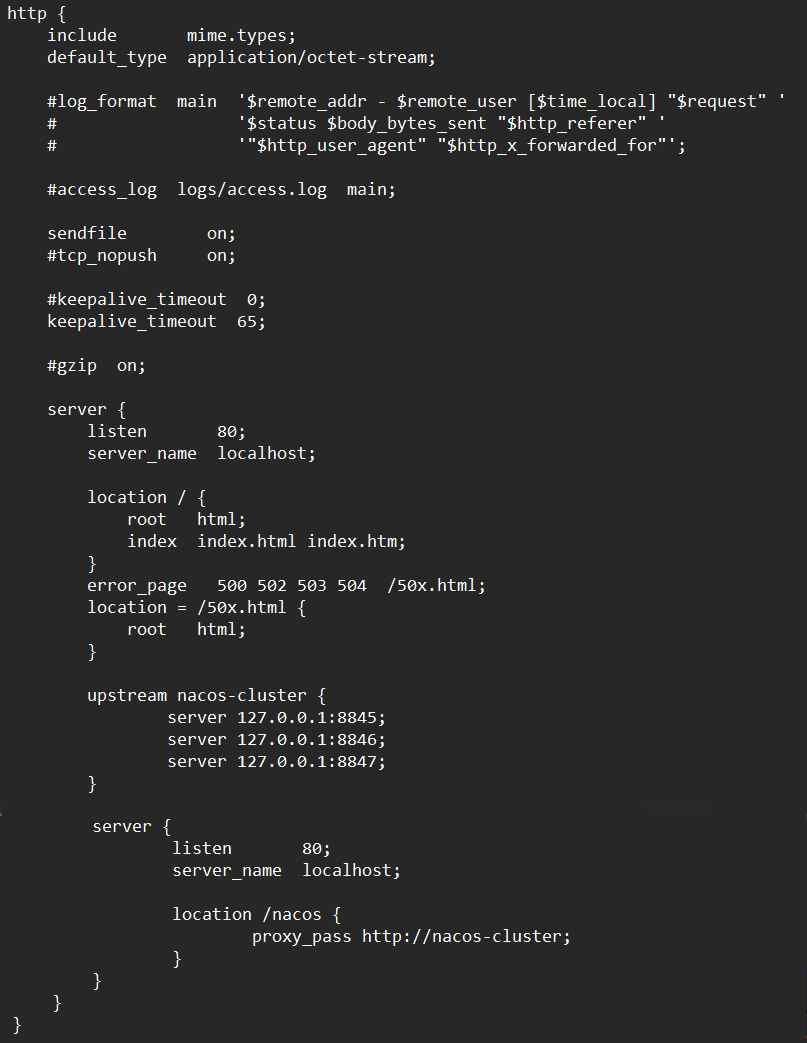 http {
    include       mime.types;
    default_type  application/octet-stream;

    #log_format  main  '$remote_addr - $remote_user [$time_local] "$request" '
    #                  '$status $body_bytes_sent "$http_referer" '
    #                  '"$http_user_agent" "$http_x_forwarded_for"';

    #access_log  logs/access.log  main;

    sendfile        on;
    #tcp_nopush     on;

    #keepalive_timeout  0;
    keepalive_timeout  65;

    #gzip  on;

    server {
        listen       80;
        server_name  localhost;

        location / {
            root   html;
            index  index.html index.htm;
        }
        error_page   500 502 503 504  /50x.html;
        location = /50x.html {
            root   html;
        }

        upstream nacos-cluster {
                server 127.0.0.1:8845;
                server 127.0.0.1:8846;
                server 127.0.0.1:8847;
        }

        server {
                listen       80;
                server_name  localhost;

                location /nacos {
                        proxy_pass http://nacos-cluster;
                }
        }
    }
}